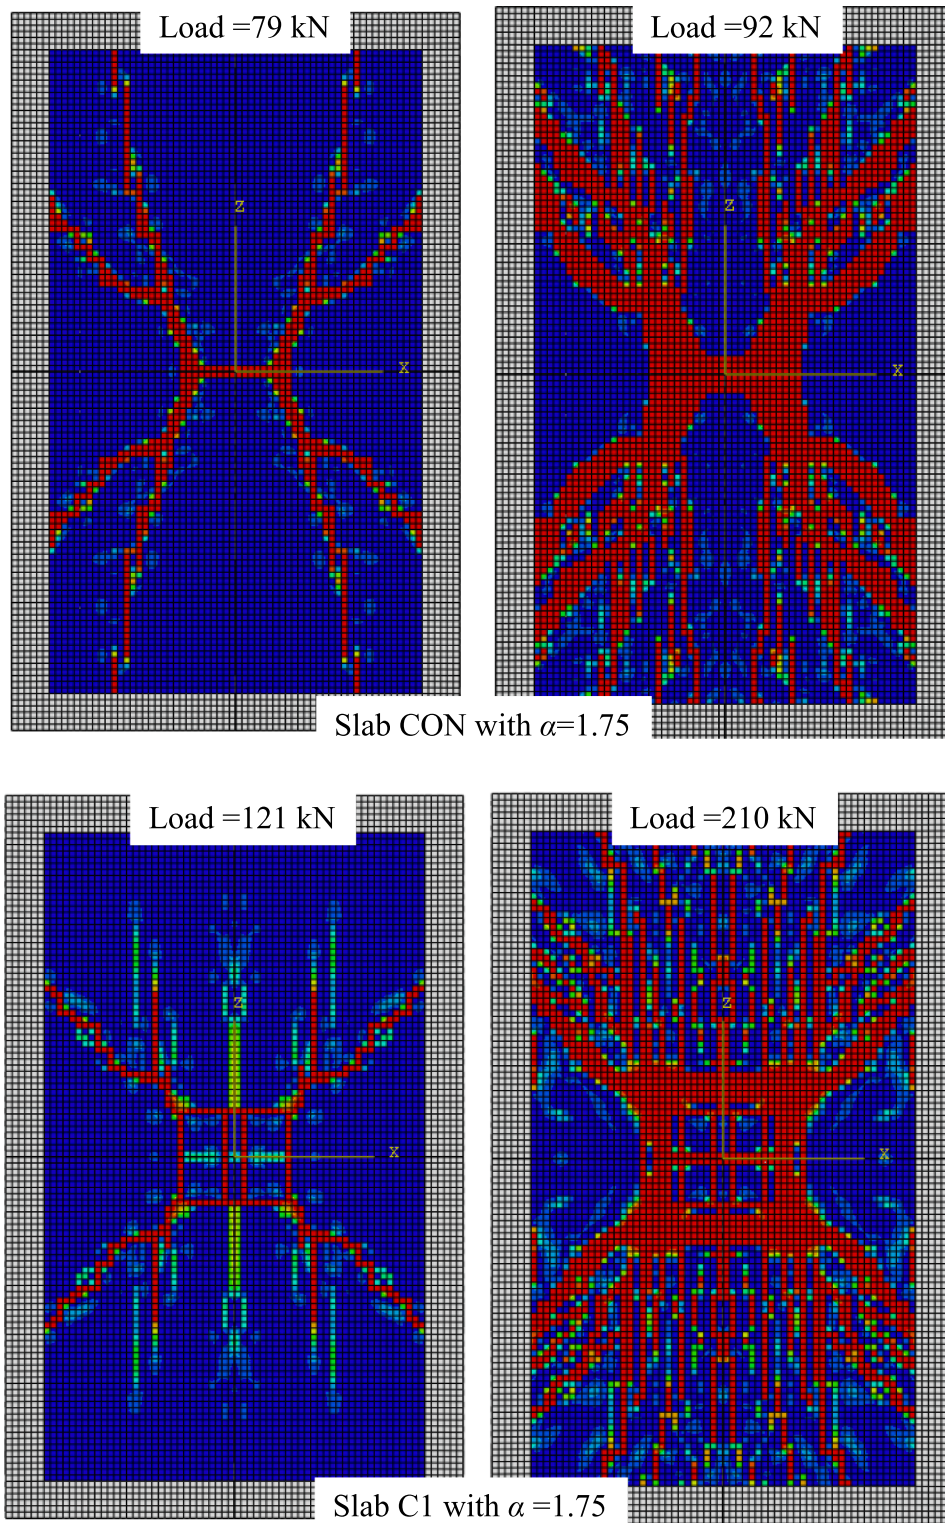 Load =79 kN
Load =92 kN
z
z
x
x
Slab CON with α=1.75
Load =121 kN
Load =210 kN
z
z
x
x
Slab C1 with α =1.75